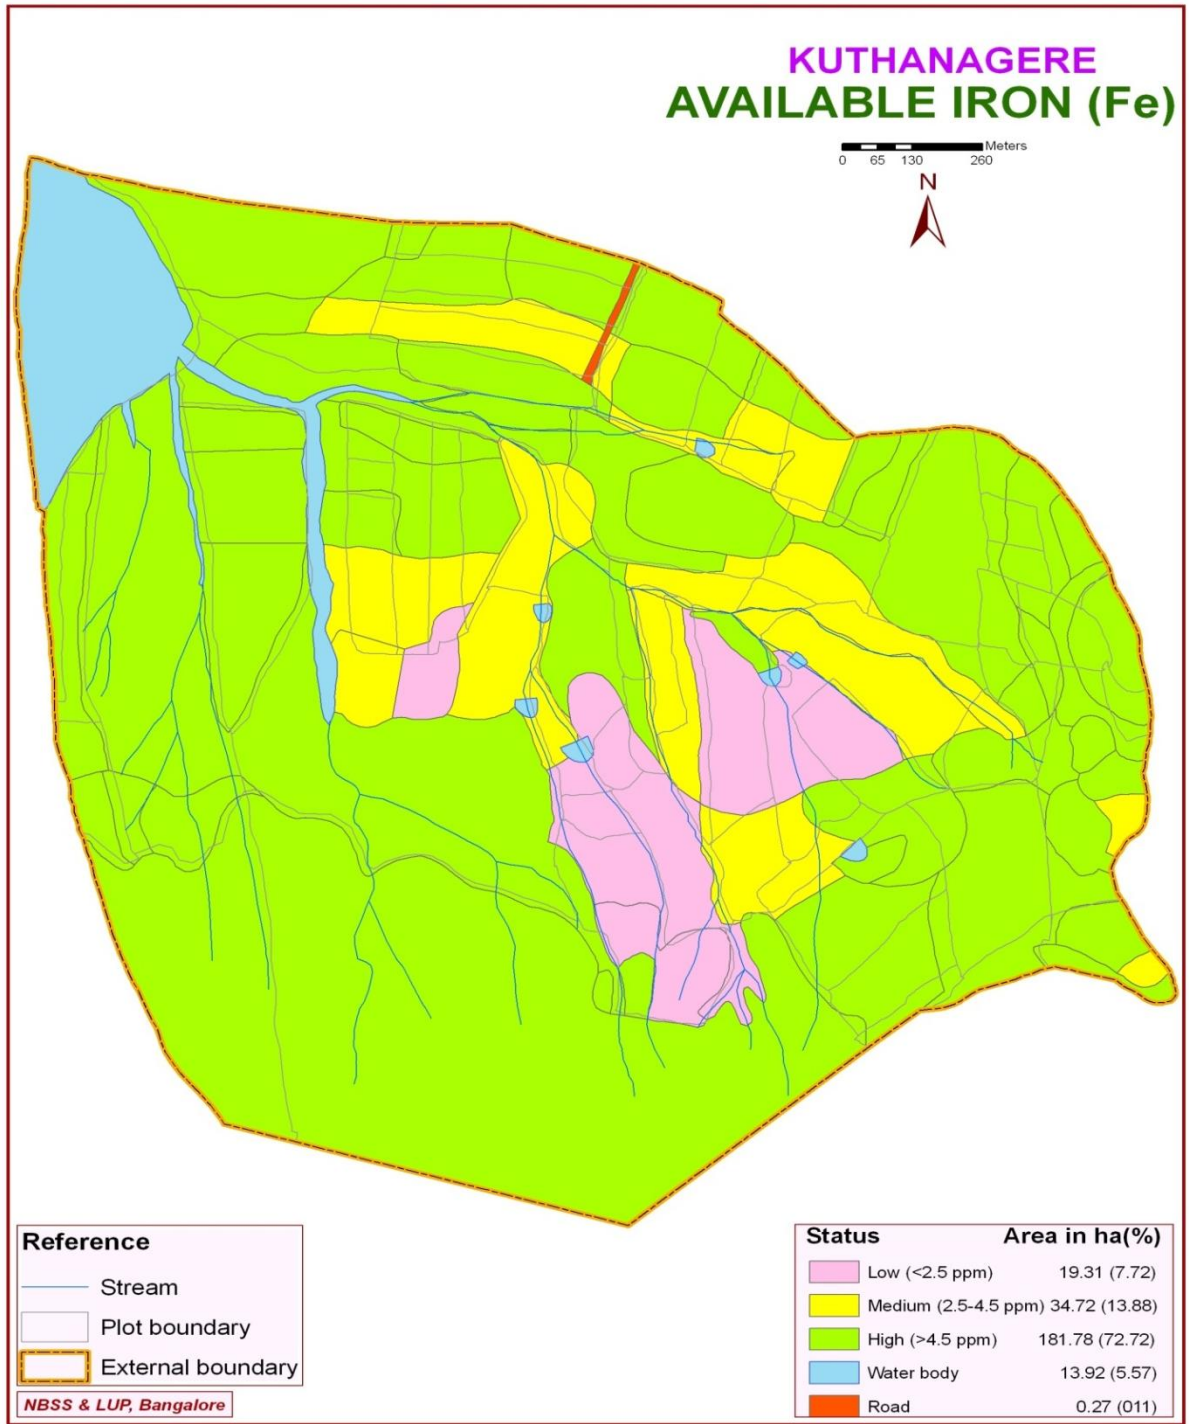 KUTHANAGERE
AVAILABLE IRON (Fe)
Meters
0 65 130 260
N
Reference
Stream
Plot boundary
External boundary
NBSS & LUP, Bangalore
Status Area in ha(%)
Low (<2.5 ppm) 19.31 (7.72)
Medium (2.5-4.5 ppm) 34.72 (13.88)
High (>4.5 ppm) 181.78 (72.72)
Water body 13.92 (5.57)
Road 0.27 (011)